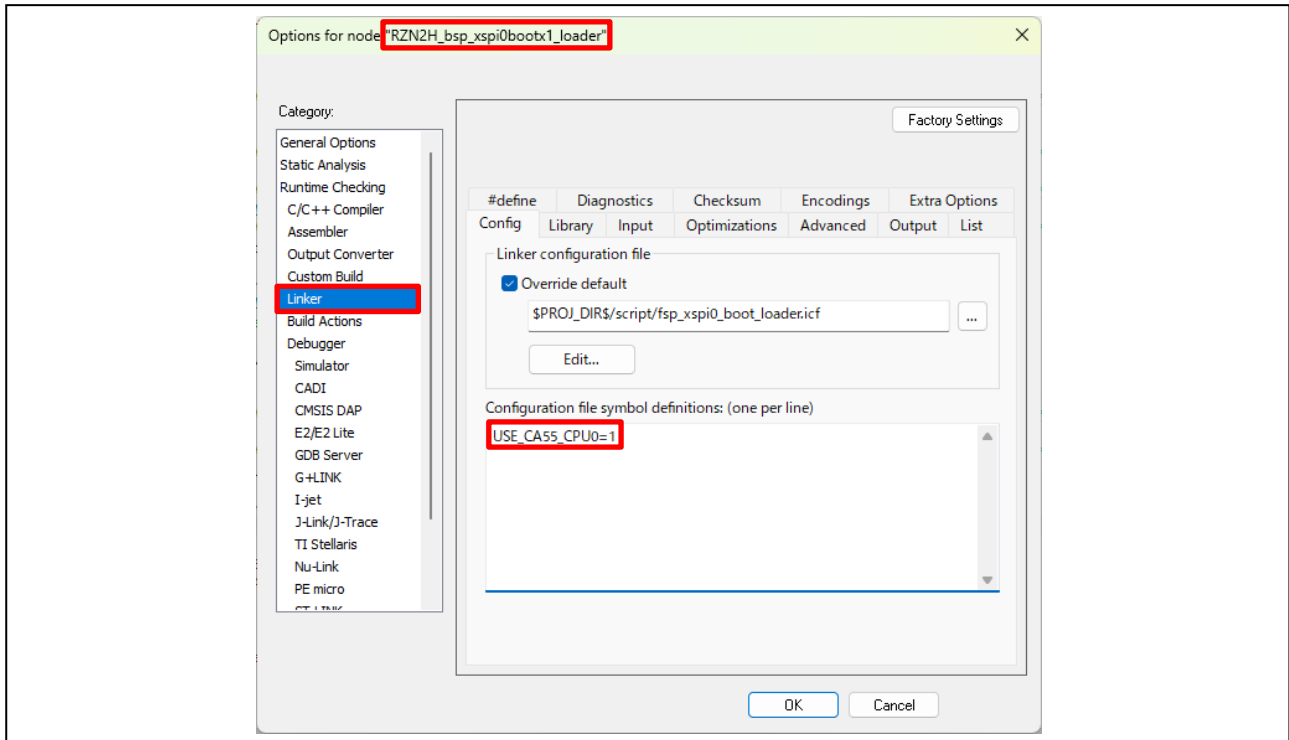 Options for node "RZN2H_bsp_xspi0bootx1_loader"
Category:
Factory Settings
General Options
Static Analysis
Runtime Checking
C/C++ Compiler
Assembler
Output Converter
Custom Build
Linker
Build Actions
Debugger
Simulator
CADI
CMSIS DAP
E2/E2 Lite
GDB Server
G+LINK
I-jet
J-Link/J-Trace
TI Stellaris
Nu-Link
PE micro
ST-LINK
#define Diagnostics Checksum Encodings Extra Options
Config Library Input Optimizations Advanced Output List
Linker configuration file
Override default
$PROJ_DIR$/script/fsp_xspi0_boot_loader.icf
...
Edit...
Configuration file symbol definitions: (one per line)
USE_CA55_CPU0=1
OK Cancel